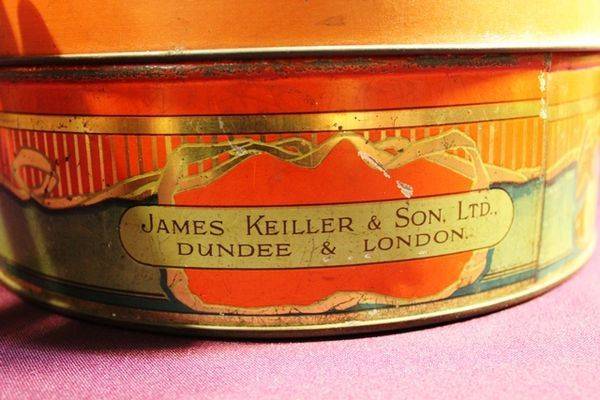 JAMES KEILLER & SON, LTD.,
DUNDEE & LONDON.